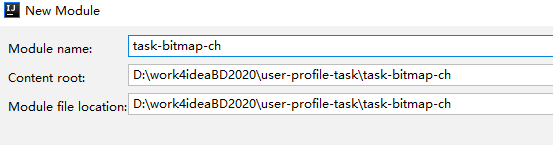 IJ New Module
Module name: task-bitmap-ch
Content root: D:\work4ideaBD2020\user-profile-task\task-bitmap-ch
Module file location: D:\work4ideaBD2020\user-profile-task\task-bitmap-ch